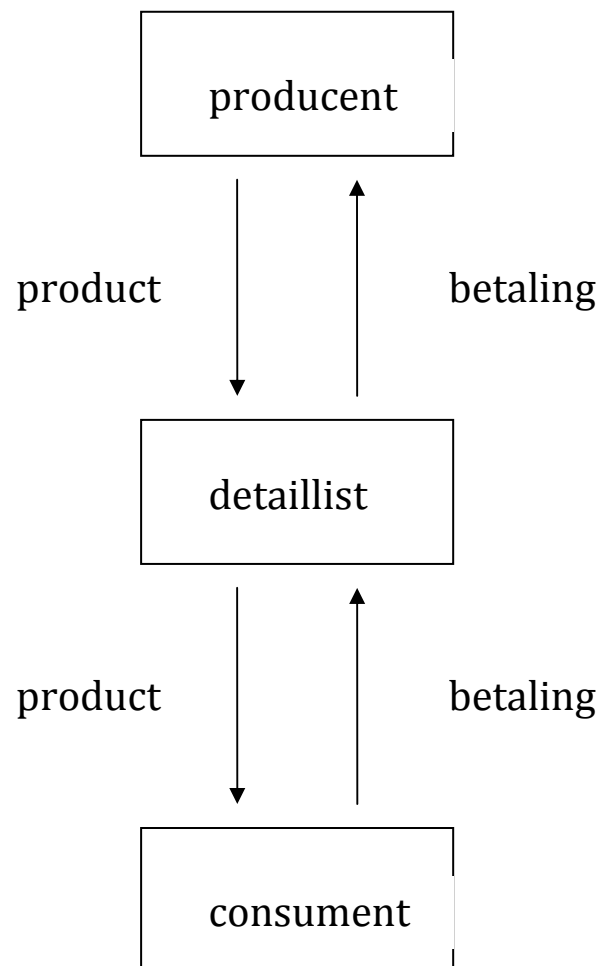 producent
product betaling
detaillist
product betaling
consument